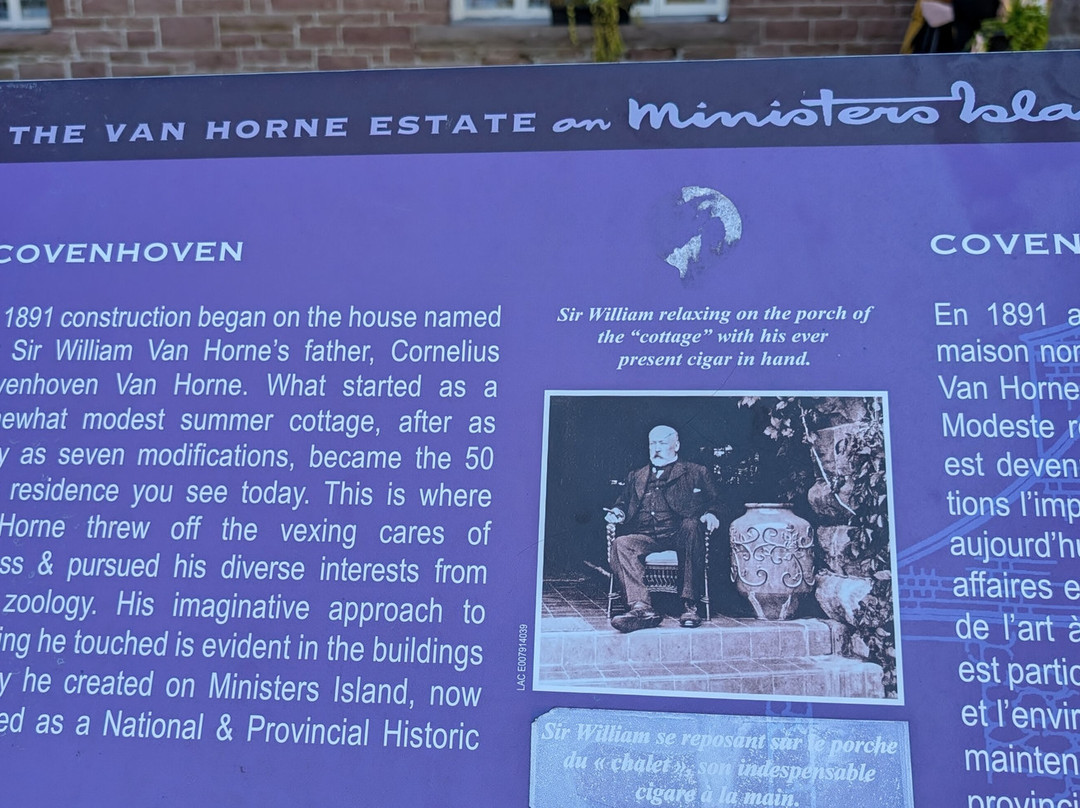 THE VAN HORNE ESTATE on Ministers Isla
COVENHOVEN
1891 construction began on the house named
Sir William Van Horne's father, Cornelius
venhoven Van Horne. What started as a
ewhat modest summer cottage, after as
y as seven modifications, became the 50
residence you see today. This is where
Horne threw off the vexing cares of
ss & pursued his diverse interests from
zoology. His imaginative approach to
ing he touched is evident in the buildings
y he created on Ministers Island, now
ed as a National & Provincial Historic
Sir William relaxing on the porch of
the "cottage" with his ever
present cigar in hand.
LAC E007914039
Sir William se reposant sur le porche
du « chalet », son indespensable
cigare à la main.
COVEN
En 1891 a
maison nom
Van Horne
Modeste r
est deven
tions l'imp
aujourd'hu
affaires e
de l'art à
est partic
et l'envir
mainten
provinci